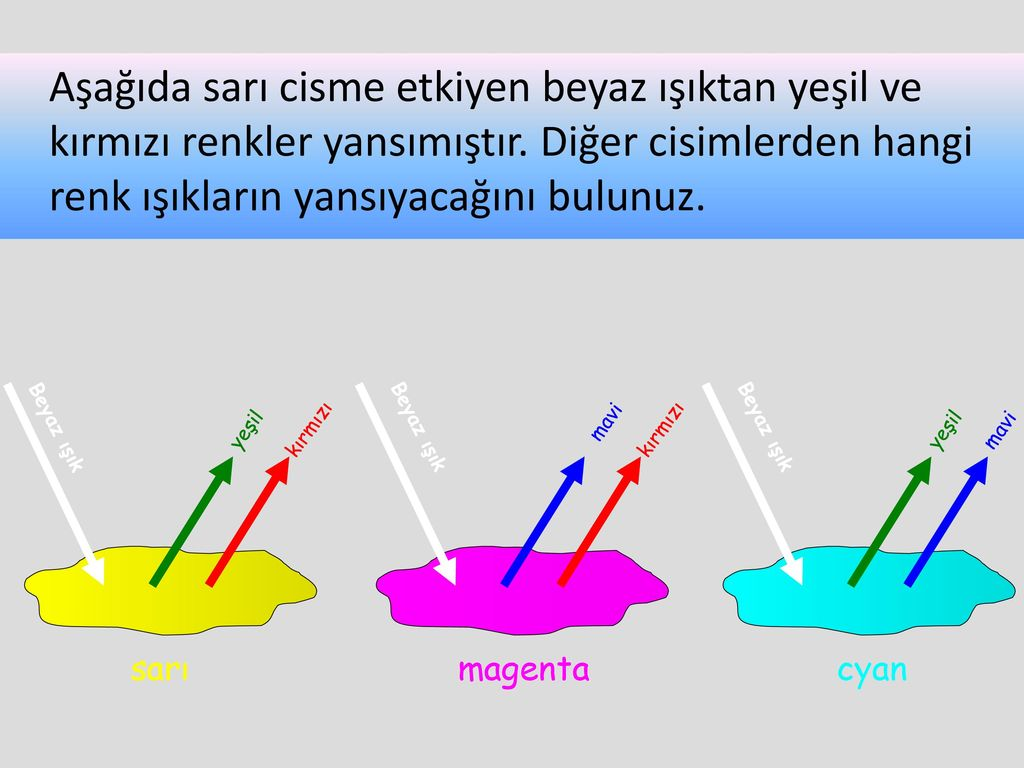 Aşağıda sarı cisme etkiyen beyaz ışıktan yeşil ve
kırmızı renkler yansımıştır. Diğer cisimlerden hangi
renk ışıkların yansıyacağını bulunuz.
Beyaz ışık
yeşil
kırmızı
Beyaz ışık
mavi
kırmızı
Beyaz ışık
yeşil
mavi
sarı
magenta
cyan